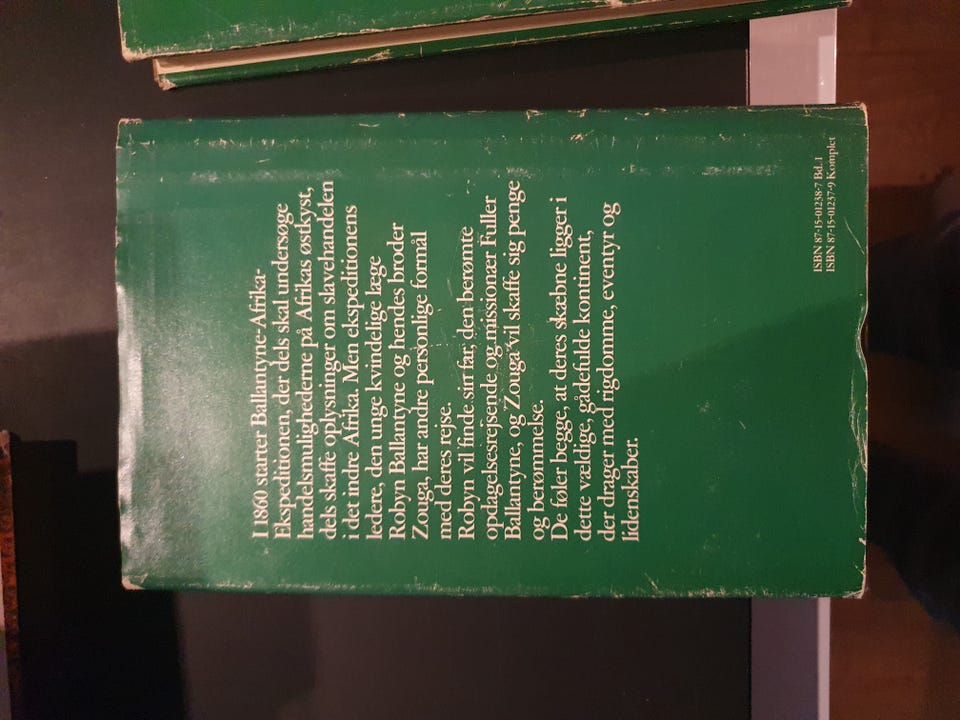 I 1860 starter Ballantyne-Afrika-
Ekspeditionen, der dels skal undersøge
handelsmulighederne på Afrikas østkyst,
dels skaffe oplysninger om slavehandelen
i det indre Afrika. Men ekspeditionens
ledere, den unge kvindelige læge
Robyn Ballantyne og hendes broder
Zouga, har andre personlige formål
med deres rejse.
Robyn vil finde sin far, den berømte
opdagelsesrejsende og missionær Fuller
Ballantyne, og Zouga vil skaffe sig penge
og berømmelse.
De føler begge, at deres skæbne ligger i
dette vældige, gådefulde kontinent,
der drager med rigdomme, eventyr og
lidenskaber.
ISBN 87-15-01238-7 Bd. 1
ISBN 87-15-01237-9 Komplet